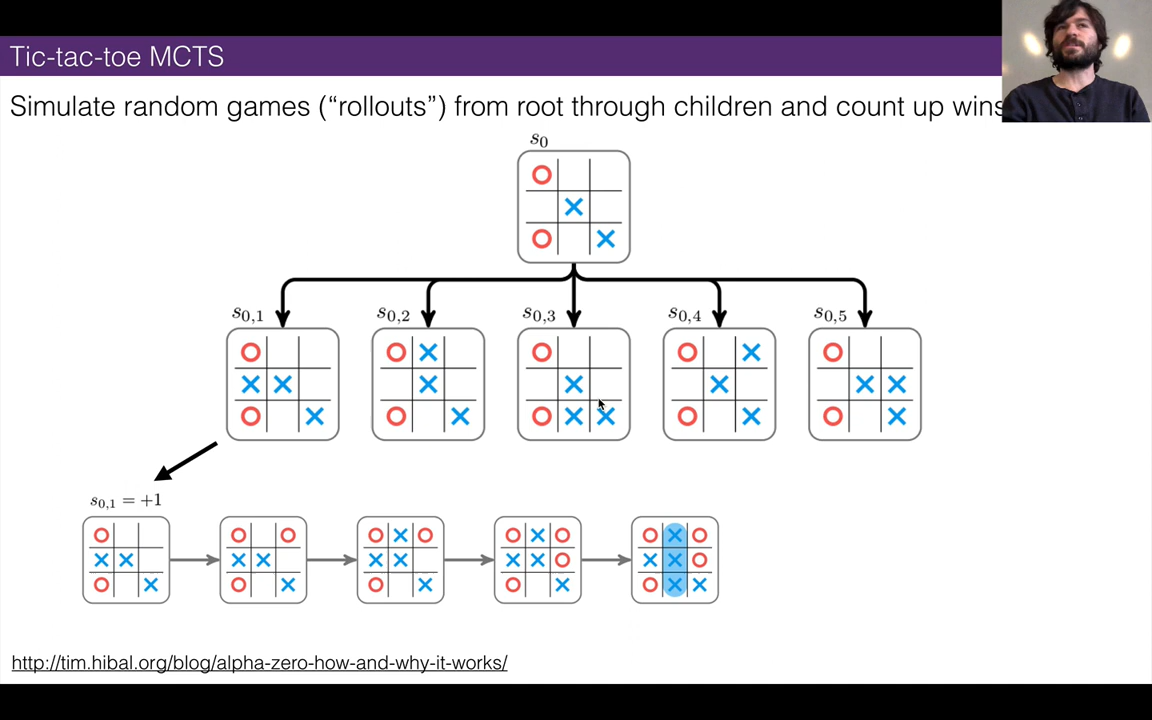 Tic-tac-toe MCTS
Simulate random games (“rollouts”) from root through children and count up wins
s0
s0,1 s0,2 s0,3 s0,4 s0,5
s0,1 = +1
http://tim.hibal.org/blog/alpha-zero-how-and-why-it-works/